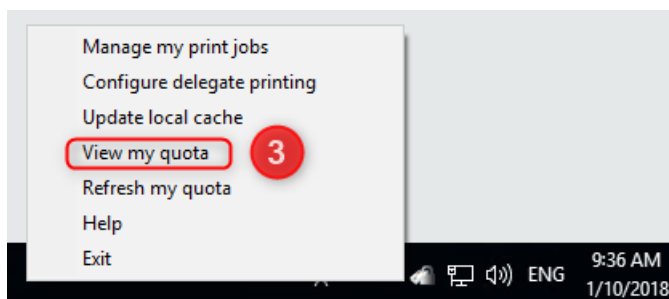 Manage my print jobs
Configure delegate printing
Update local cache
View my quota
3
Refresh my quota
Help
Exit
ENG
9:36 AM
1/10/2018